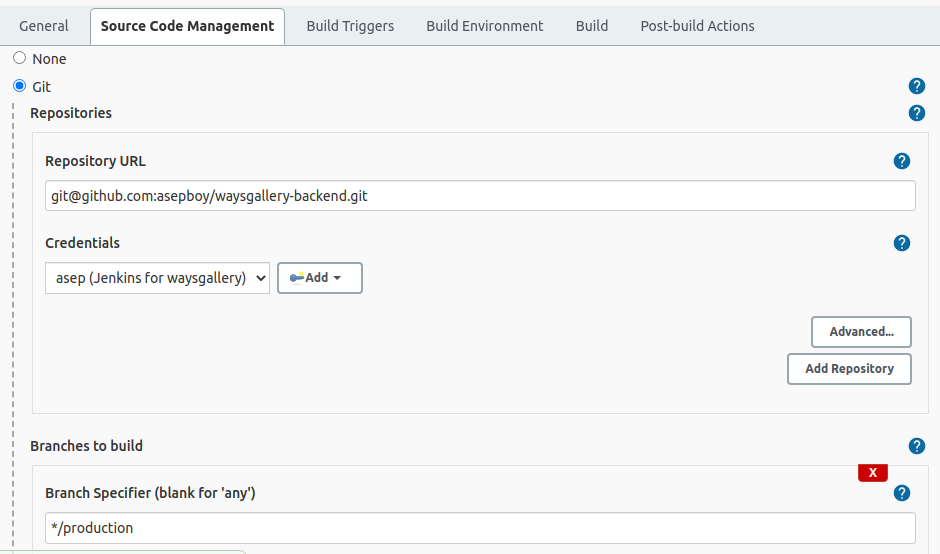 General Source Code Management Build Triggers Build Environment Build Post-build Actions
None
Git
?
Repositories
?
Repository URL
?
git@github.com:asepboy/waysgallery-backend.git
Credentials
?
asep (Jenkins for waysgallery) Add
Advanced...
Add Repository
Branches to build
?
X
Branch Specifier (blank for 'any')
?
*/production